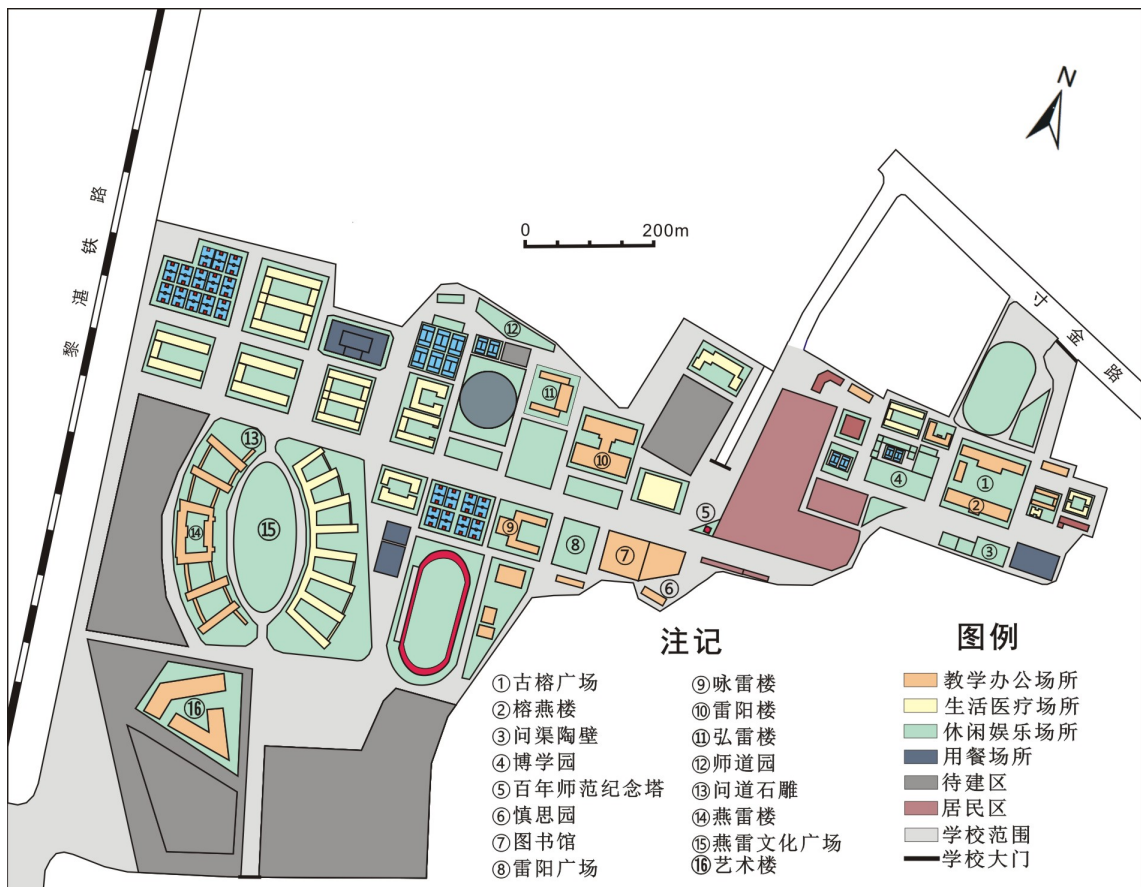 N
0 200m
黎湛铁路
寸金路
①
②
③
④
⑤
⑥
⑦
⑧
⑨
⑩
⑪
⑫
⑬
⑭
⑮
⑯
注记
①古榕广场
②榕燕楼
③问渠陶壁
④博学园
⑤百年师范纪念塔
⑥慎思园
⑦图书馆
⑧雷阳广场
⑨咏雷楼
⑩雷阳楼
⑪弘雷楼
⑫师道园
⑬问道石雕
⑭燕雷楼
⑮燕雷文化广场
⑯艺术楼
图例
教学办公场所
生活医疗场所
休闲娱乐场所
用餐场所
待建区
居民区
学校范围
学校大门